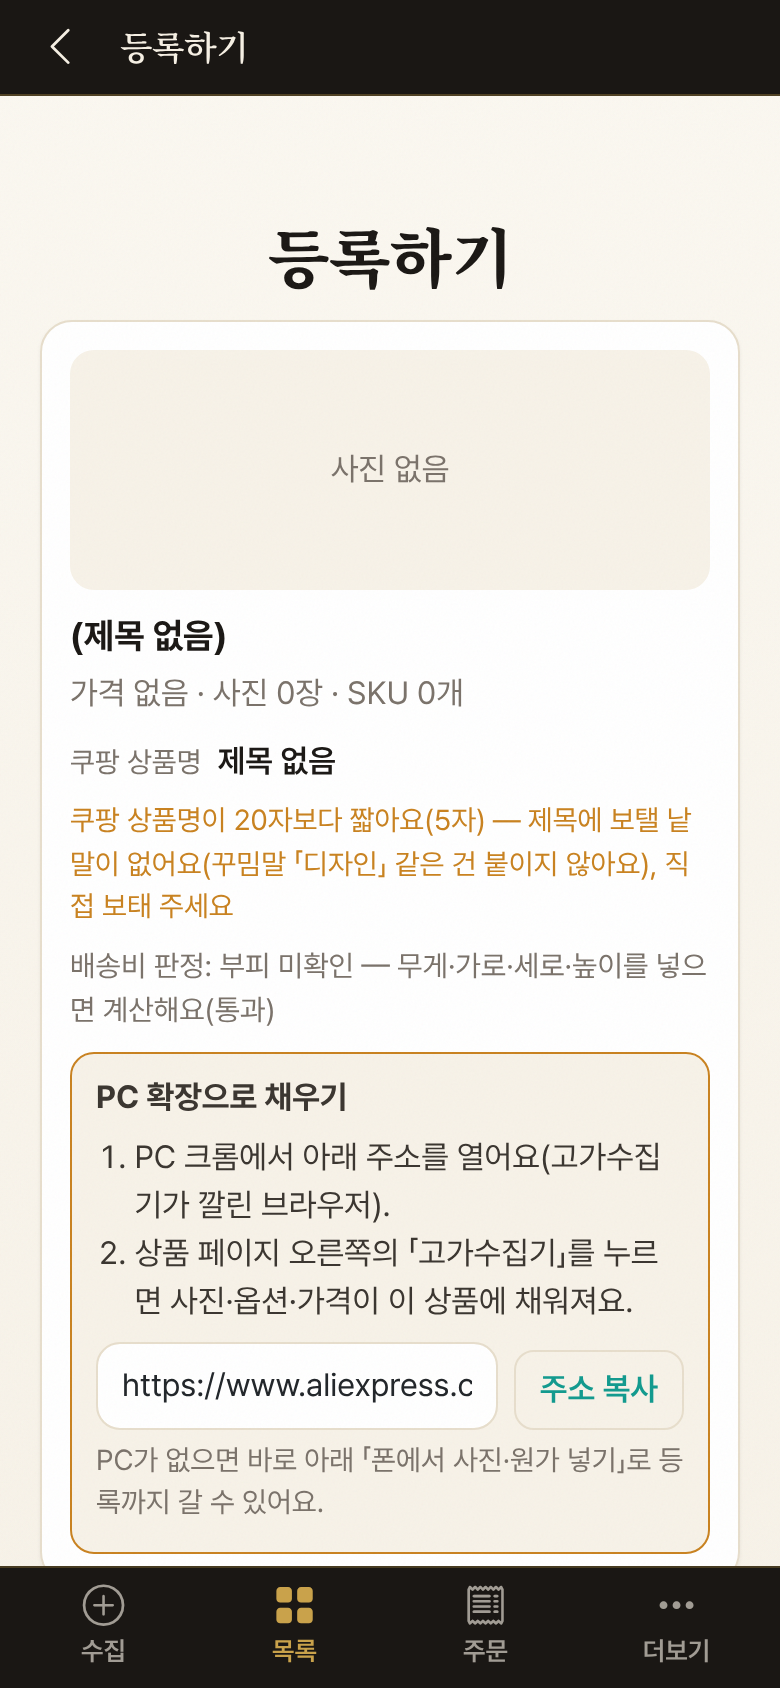 등록하기
등록하기
사진 없음
(제목 없음)
가격 없음 · 사진 0장 · SKU 0개
쿠팡 상품명 제목 없음
쿠팡 상품명이 20자보다 짧아요(5자) — 제목에 보탤 낱
말이 없어요(꾸밈말 「디자인」 같은 건 붙이지 않아요), 직
접 보태 주세요
배송비 판정: 부피 미확인 — 무게·가로·세로·높이를 넣으
면 계산해요(통과)
PC 확장으로 채우기
1. PC 크롬에서 아래 주소를 열어요(고가수집
기가 깔린 브라우저).
2. 상품 페이지 오른쪽의 「고가수집기」를 누르
면 사진·옵션·가격이 이 상품에 채워져요.
https://www.aliexpress.c 주소 복사
PC가 없으면 바로 아래 「폰에서 사진·원가 넣기」로 등
록까지 갈 수 있어요.
수집 목록 주문 더보기